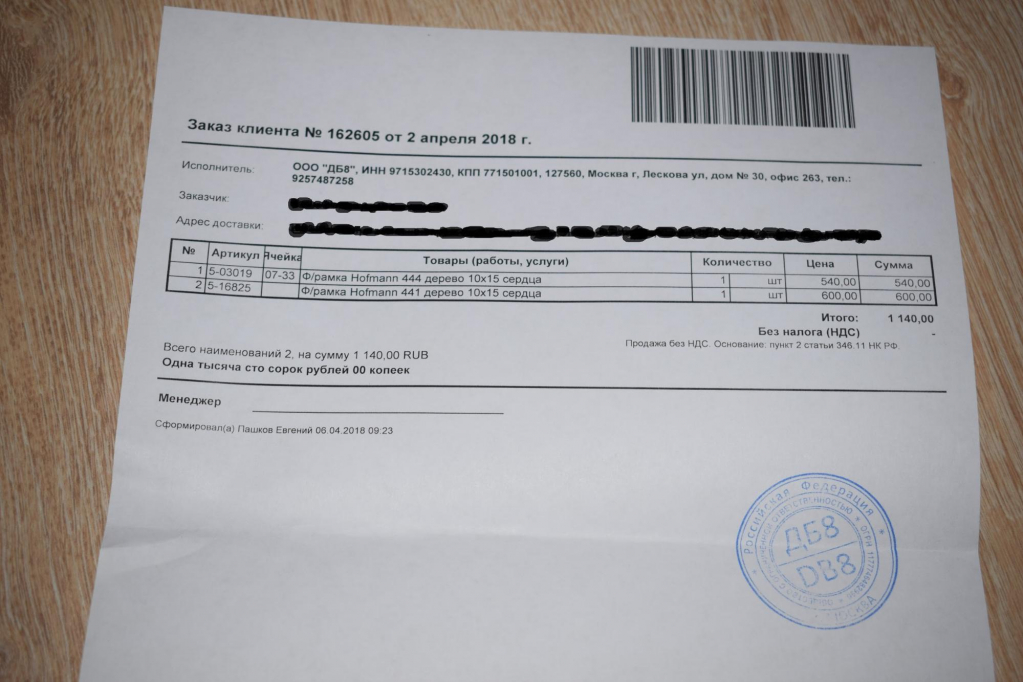 Заказ клиента № 162605 от 2 апреля 2018 г.
Исполнитель: ООО "ДБ8", ИНН 9715302430, КПП 771501001, 127560, Москва г, Лескова ул, дом № 30, офис 263, тел.:
9257487258
Заказчик:
Адрес доставки:
№ Артикул Ячейка Товары (работы, услуги) Количество Цена Сумма
1 5-03019 07-33 Ф/рамка Hofmann 444 дерево 10x15 сердца 1 шт 540,00 540,00
2 5-16825 Ф/рамка Hofmann 441 дерево 10x15 сердца 1 шт 600,00 600,00
Итого: 1 140,00
Без налога (НДС) -
Продажа без НДС. Основание: пункт 2 статьи 346.11 НК РФ.
Всего наименований 2, на сумму 1 140,00 RUB
Одна тысяча сто сорок рублей 00 копеек
Менеджер
Сформировал(а) Пашков Евгений 06.04.2018 09:23
Российская Федерация
ОТВЕТСТВЕННОСТЬЮ
ОГРН
ДБ8
DB8
МОСКВА